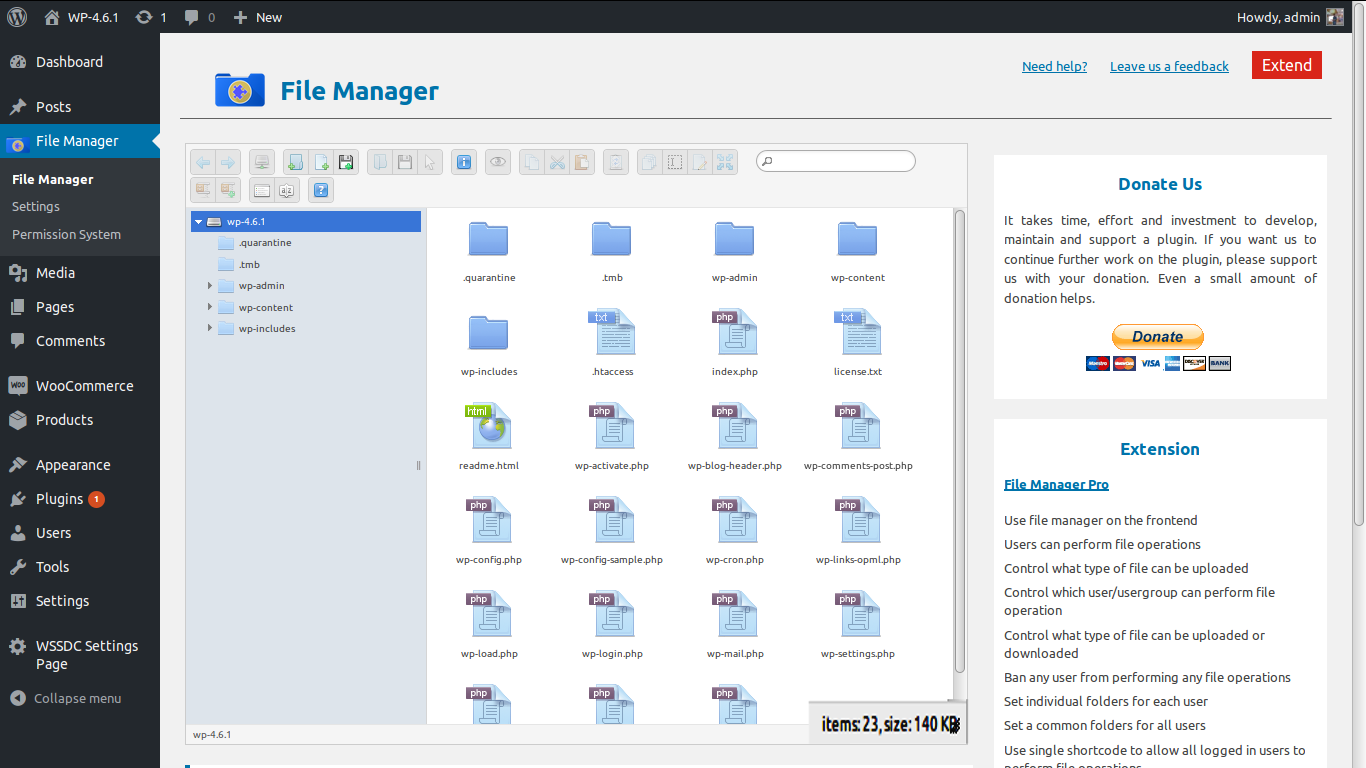 WP-4.6.1 1 0 New Howdy, admin
Dashboard
Posts
File Manager
File Manager
Settings
Permission System
Media
Pages
Comments
WooCommerce
Products
Appearance
Plugins 1
Users
Tools
Settings
WSSDC Settings
Page
Collapse menu
File Manager
Need help? Leave us a feedback Extend
wp-4.6.1
.quarantine
.tmb
wp-admin
wp-content
wp-includes
.quarantine .tmb wp-admin wp-content
txt php txt
wp-includes .htaccess index.php license.txt
html php php php
readme.html wp-activate.php wp-blog-header.php wp-comments-post.php
php php php php
wp-config.php wp-config-sample.php wp-cron.php wp-links-opml.php
php php php php
wp-load.php wp-login.php wp-mail.php wp-settings.php
php php php
wp-4.6.1
items: 23, size: 140 KB
Donate Us
It takes time, effort and investment to develop,
maintain and support a plugin. If you want us to
continue further work on the plugin, please support
us with your donation. Even a small amount of
donation helps.
Donate
Maestro MasterCard VISA BANK
Extension
File Manager Pro
Use file manager on the frontend
Users can perform file operations
Control what type of file can be uploaded
Control which user/usergroup can perform file
operation
Control what type of file can be uploaded or
downloaded
Ban any user from performing any file operations
Set individual folders for each user
Set a common folders for all users
Use single shortcode to allow all logged in users to
perform file operations